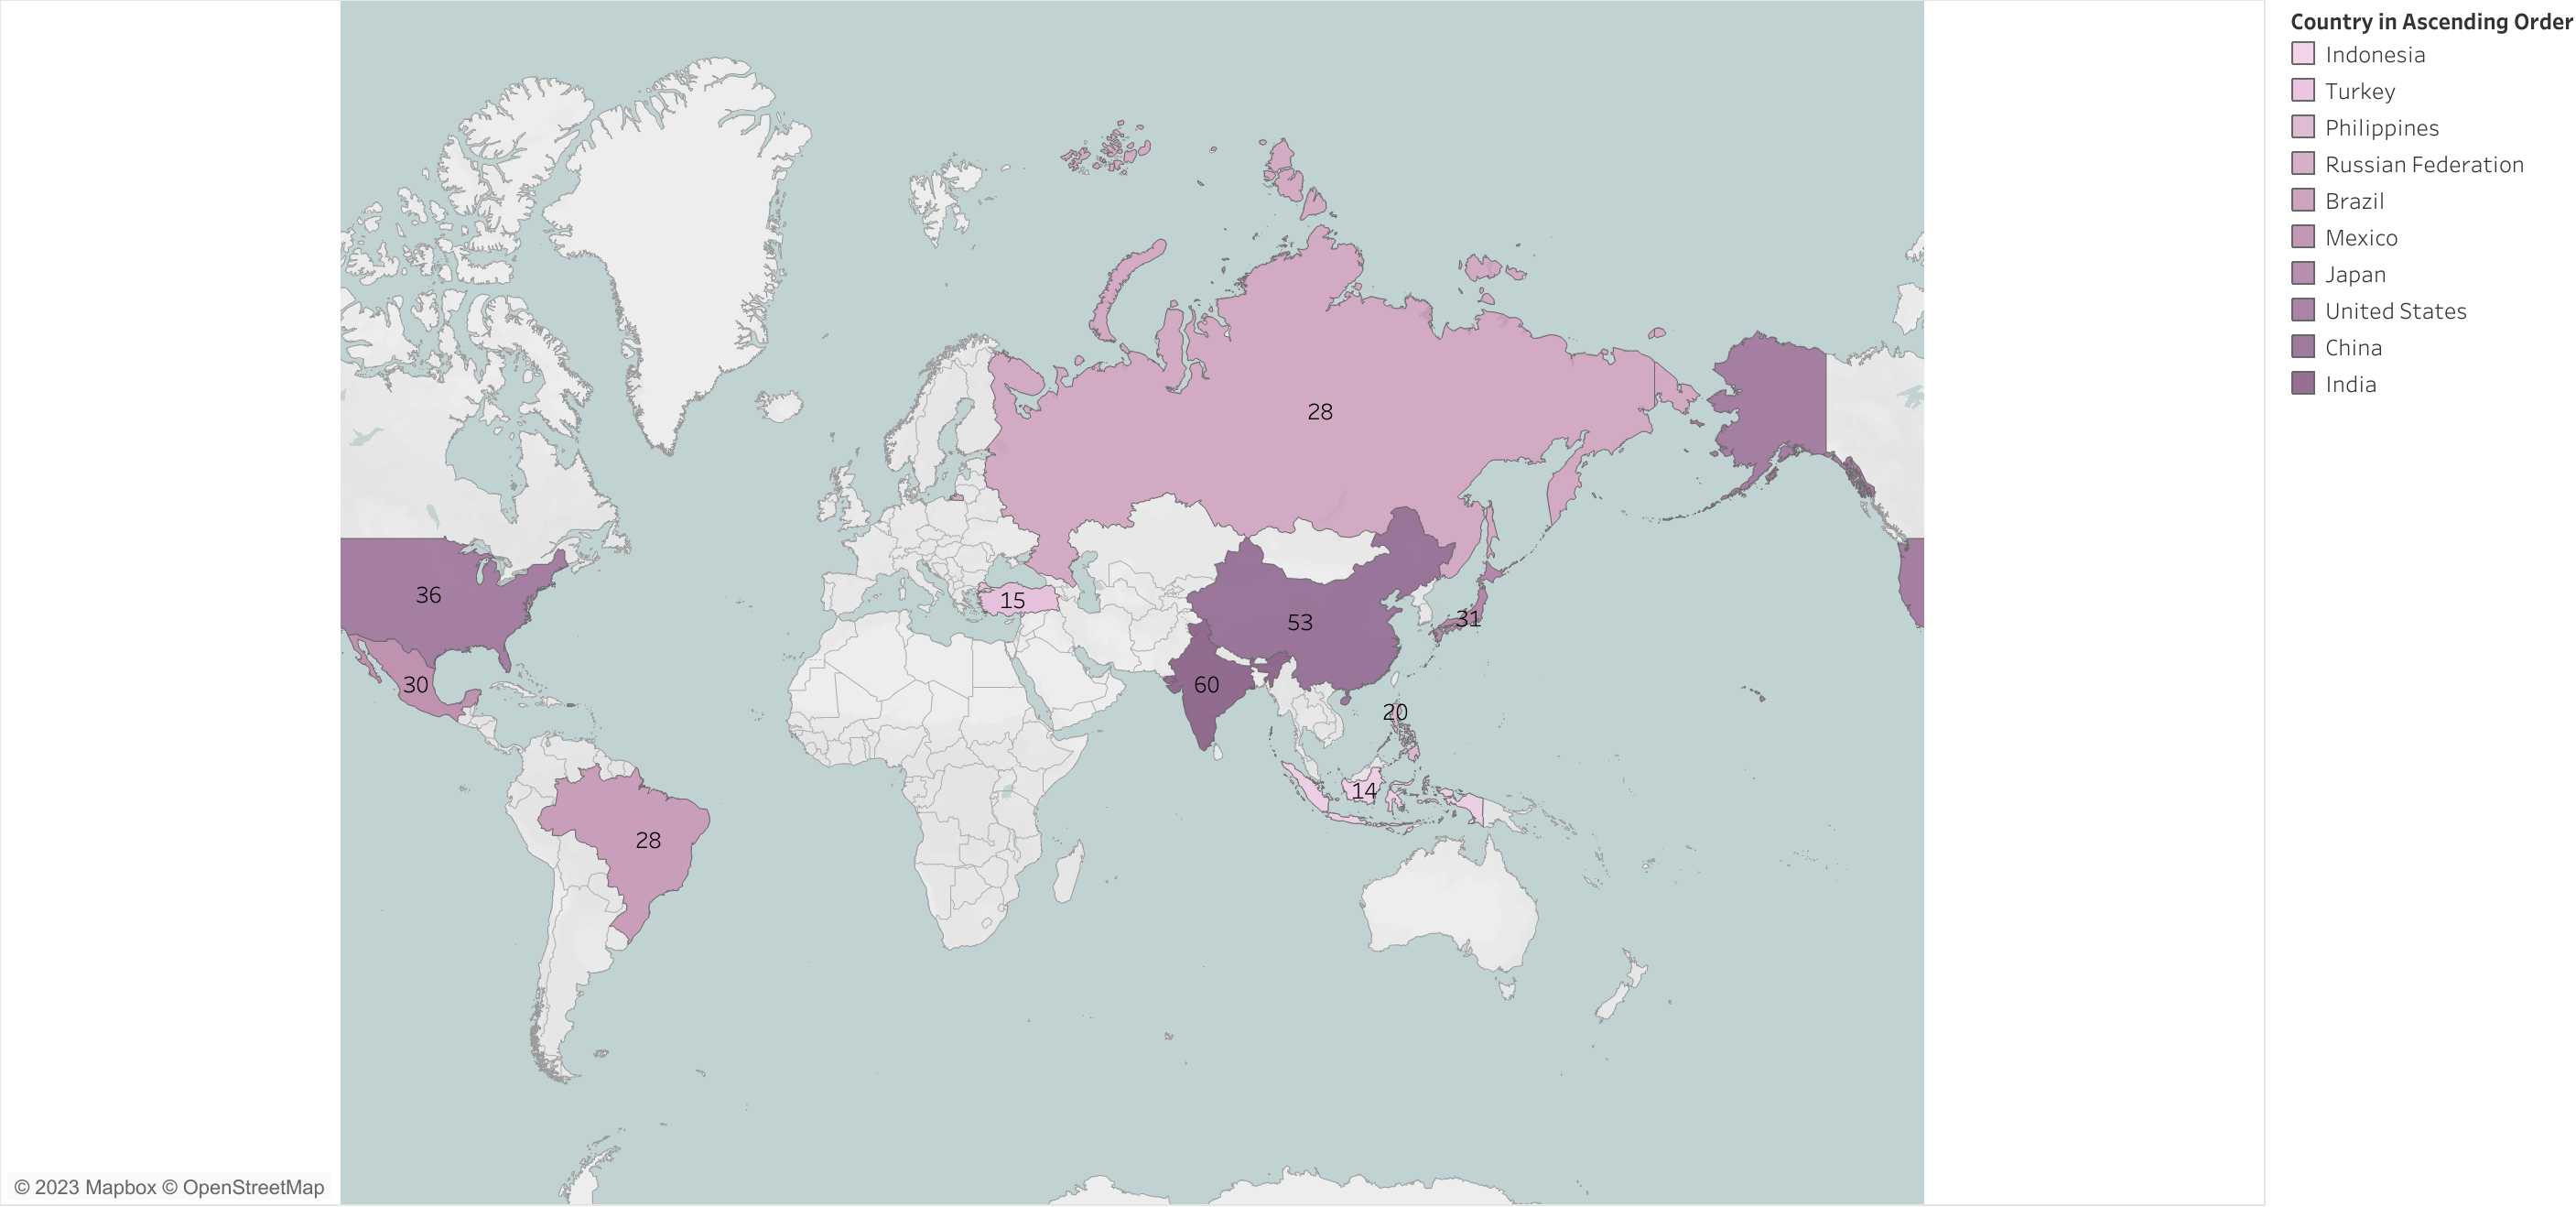 Country in Ascending Order
Indonesia
Turkey
Philippines
Russian Federation
Brazil
Mexico
Japan
United States
China
India
28
36
15
53
31
30
60
20
14
28
© 2023 Mapbox © OpenStreetMap